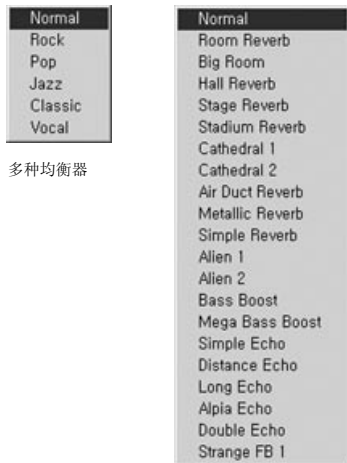 Normal
Rock
Pop
Jazz
Classic
Vocal
多种均衡器
Normal
Room Reverb
Big Room
Hall Reverb
Stage Reverb
Stadium Reverb
Cathedral 1
Cathedral 2
Air Duct Reverb
Metallic Reverb
Simple Reverb
Alien 1
Alien 2
Bass Boost
Mega Bass Boost
Simple Echo
Distance Echo
Long Echo
Alpia Echo
Double Echo
Strange FB 1